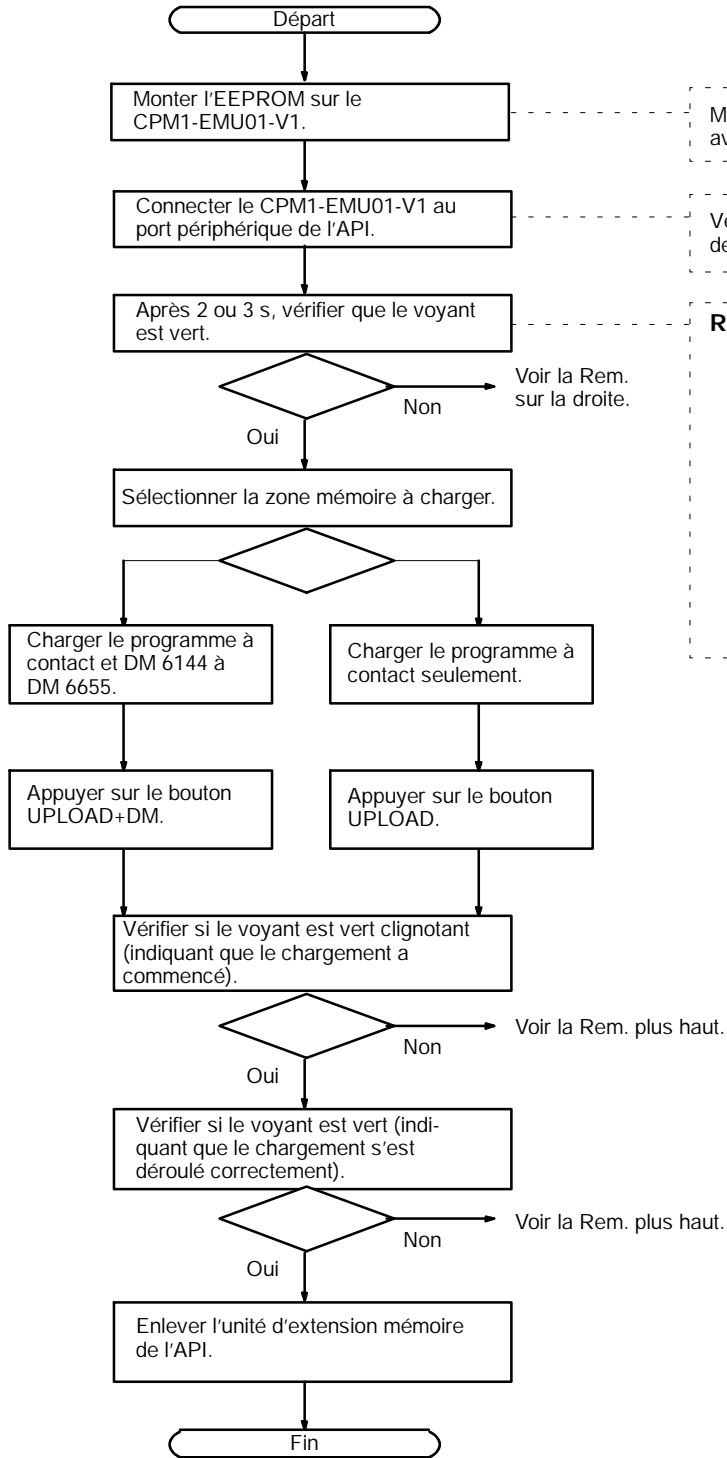 Départ
Monter l'EEPROM sur le
CPM1-EMU01-V1.
M
av
Connecter le CPM1-EMU01-V1 au
port périphérique de l'API.
Vé
de
Après 2 ou 3 s, vérifier que le voyant
est vert.
R
Voir la Rem.
sur la droite.
Non
Oui
Sélectionner la zone mémoire à charger.
Charger le programme à
contact et DM 6144 à
DM 6655.
Charger le programme à
contact seulement.
Appuyer sur le bouton
UPLOAD+DM.
Appuyer sur le bouton
UPLOAD.
Vérifier si le voyant est vert clignotant
(indiquant que le chargement a
commencé).
Voir la Rem. plus haut.
Non
Oui
Vérifier si le voyant est vert (indi-
quant que le chargement s'est
déroulé correctement).
Voir la Rem. plus haut.
Non
Oui
Enlever l'unité d'extension mémoire
de l'API.
Fin